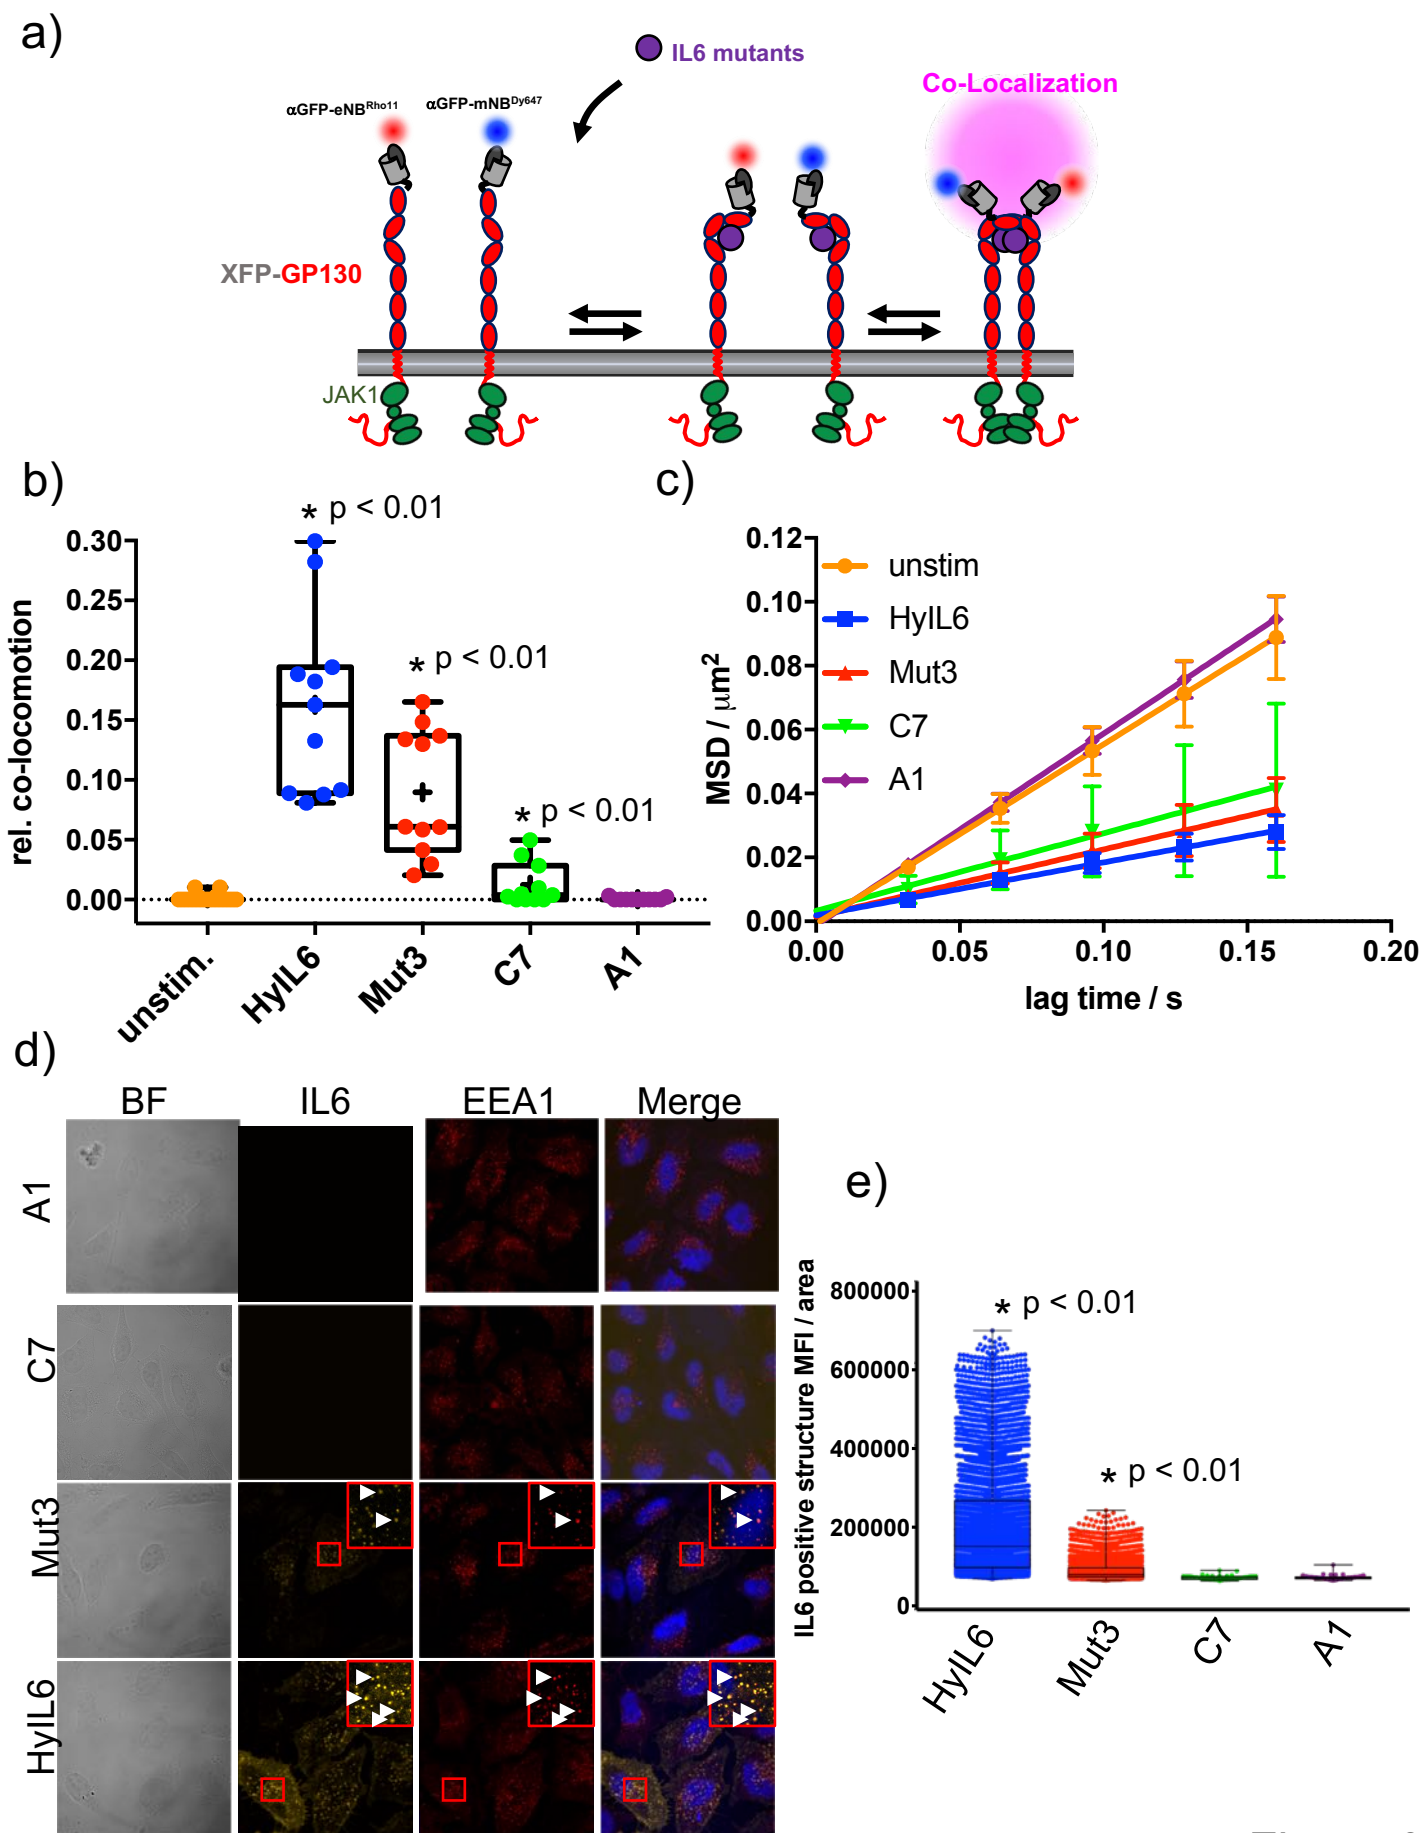 a)
IL6 mutants
Co-Localization
αGFP-eNBRho11
αGFP-mNBDy647
XFP-GP130
JAK1
b)
* p < 0.01
* p < 0.01
* p < 0.01
rel. co-locomotion
0.30
0.25
0.20
0.15
0.10
0.05
0.00
unstim.
HyIL6
Mut3
C7
A1
c)
MSD / μm2
0.12
0.10
0.08
0.06
0.04
0.02
0.00
unstim
HyIL6
Mut3
C7
A1
0.00 0.05 0.10 0.15 0.20
lag time / s
d)
BF IL6 EEA1 Merge
A1
C7
Mut3
HyIL6
e)
IL6 positive structure MFI / area
800000
600000
400000
200000
0
* p < 0.01
* p < 0.01
HyIL6
Mut3
C7
A1